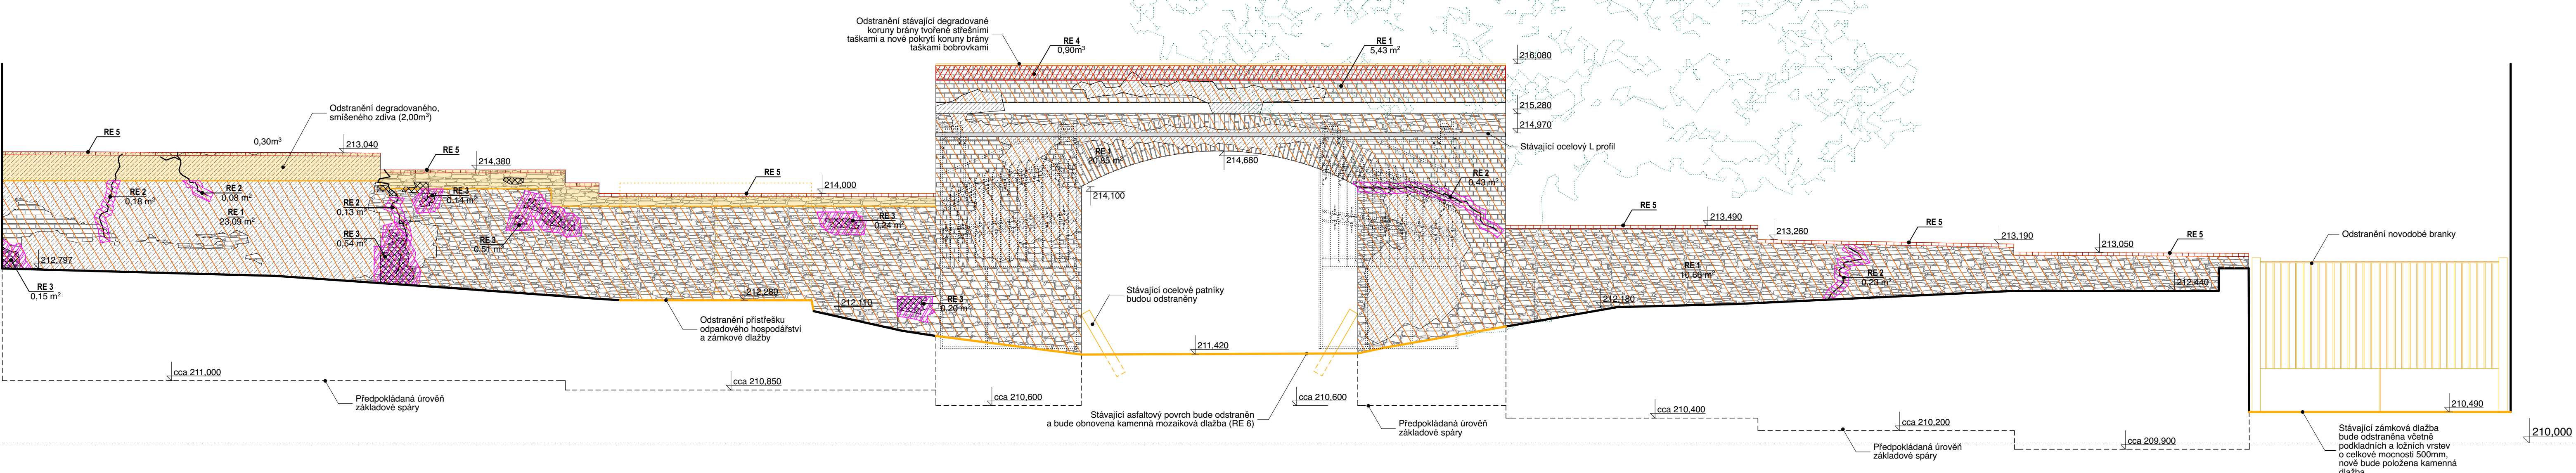 Odstranění stávající degradované
koruny brány tvořené střešními
taškami a nové pokrytí koruny brány
taškami bobrovkami
RE 4
0,90m³
RE 1
5,43 m²
216,080
Odstranění degradovaného,
smíšeného zdiva (2,00m³)
215,280
214,970
RE 5
0,30m³
213,040
RE 5
214,380
RE 1
20,85 m²
214,680
Stávající ocelový L profil
RE 5
214,000
214,100
RE 2
0,43 m²
RE 2
0,18 m²
RE 2
0,08 m²
RE 1
23,09 m²
RE 2
0,13 m²
RE 3
0,14 m²
RE 3
0,54 m²
RE 3
0,51 m²
RE 3
0,24 m²
RE 5
213,490
213,260
RE 5
213,190
213,050
RE 5
Odstranění novodobé branky
212,797
RE 3
0,15 m²
RE 1
10,66 m²
RE 2
0,23 m²
212,440
212,280
212,110
RE 3
0,20 m²
Stávající ocelové patníky
budou odstraněny
212,180
Odstranění přístřešku
odpadového hospodářství
a zámkové dlažby
211,420
cca 211,000
cca 210,850
Předpokládaná úrověň
základové spáry
cca 210,600
cca 210,600
Stávající asfaltový povrch bude odstraněn
a bude obnovena kamenná mozaiková dlažba (RE 6)
Předpokládaná úrověň
základové spáry
cca 210,400
cca 210,200
cca 209,900
Předpokládaná úrověň
základové spáry
210,490
Stávající zámková dlažba
bude odstraněna včetně
podkladních a ložních vrstev
o celkové mocnosti 500mm,
nově bude položena kamenná
dlažba
210,000